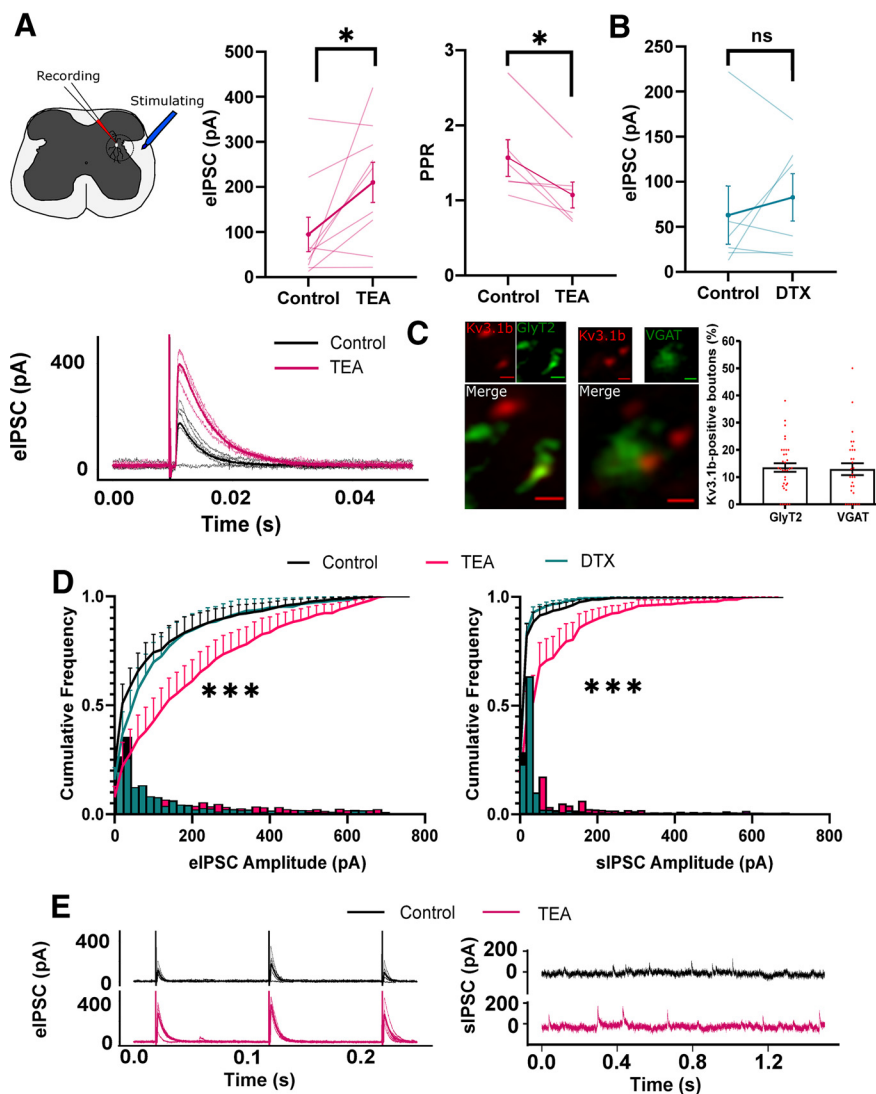 A
Recording
Stimulating
eIPSC (pA)
500
400
300
200
100
0
*
Control TEA
PPR
3
2
1
0
*
Control TEA
B
eIPSC (pA)
250
200
150
100
50
0
ns
Control DTX
eIPSC (pA)
400
0
Control
TEA
0.00 0.02 0.04
Time (s)
C
Kv3.1b GlyT2
Merge
Kv3.1b VGAT
Merge
Kv3.1b-positive boutons (%)
60
50
40
30
20
10
0
GlyT2 VGAT
Control TEA DTX
D
Cumulative Frequency
1.0
0.5
0.0
***
0 200 400 600 800
eIPSC Amplitude (pA)
Cumulative Frequency
1.0
0.5
0.0
***
0 200 400 600 800
sIPSC Amplitude (pA)
E
Control TEA
eIPSC (pA)
400
0
400
0
0.0 0.1 0.2
Time (s)
sIPSC (pA)
200
0
200
0
0.0 0.4 0.8 1.2
Time (s)